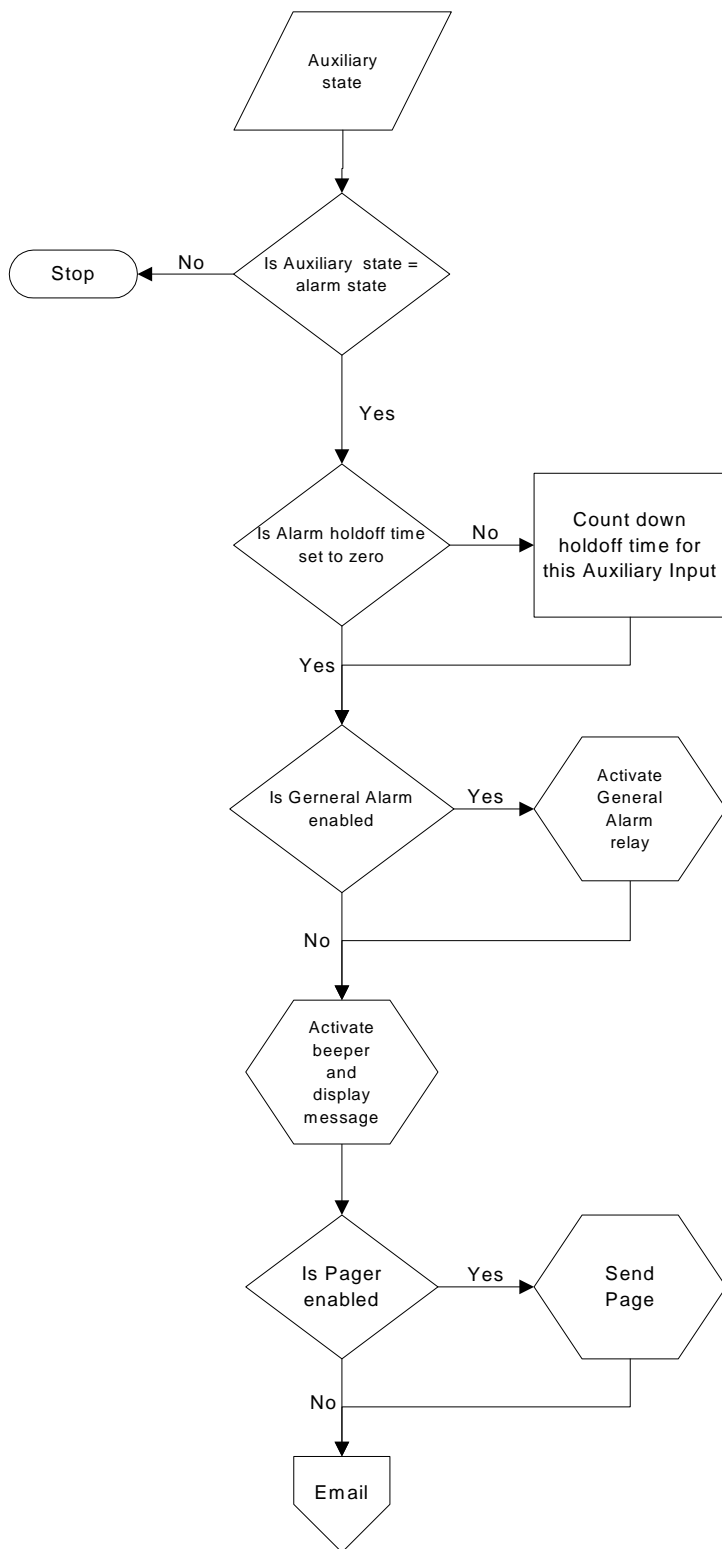 Auxiliary
state
Is Auxiliary state =
alarm state
No
Stop
Yes
Is Alarm holdoff time
set to zero
No
Count down
holdoff time for
this Auxiliary Input
Yes
Is Gerneral Alarm
enabled
Yes
Activate
General
Alarm
relay
No
Activate
beeper
and
display
message
Is Pager
enabled
Yes
Send
Page
No
Email